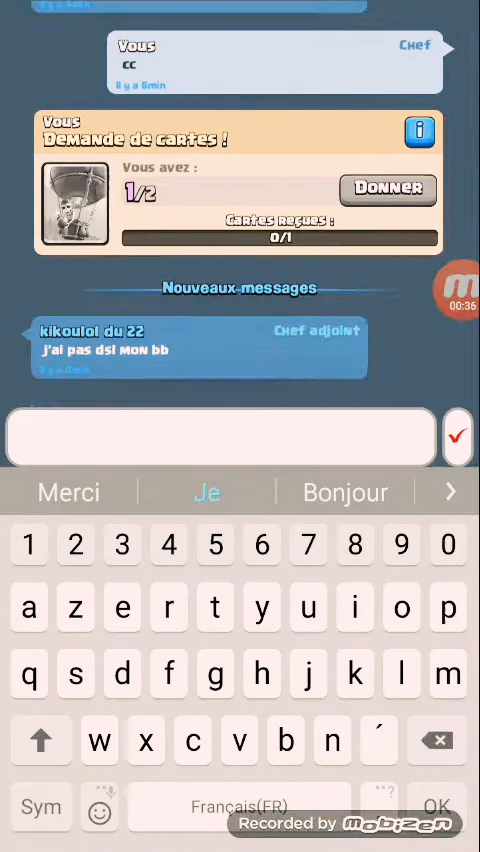 Vous
Chef
cc
Il y a 5min
Vous
Demande de cartes !
i
Vous avez :
1/2
Donner
Cartes reçues :
0/1
Nouveaux messages
00:36
kikoulol du 22
Chef adjoint
j'ai pas dsl MON bb
Merci
Je
Bonjour
>
1 2 3 4 5 6 7 8 9 0
a z e r t y u i o p
q s d f g h j k l m
w x c v b n ´
Sym
Français(FR)
OK
Recorded by mobizen